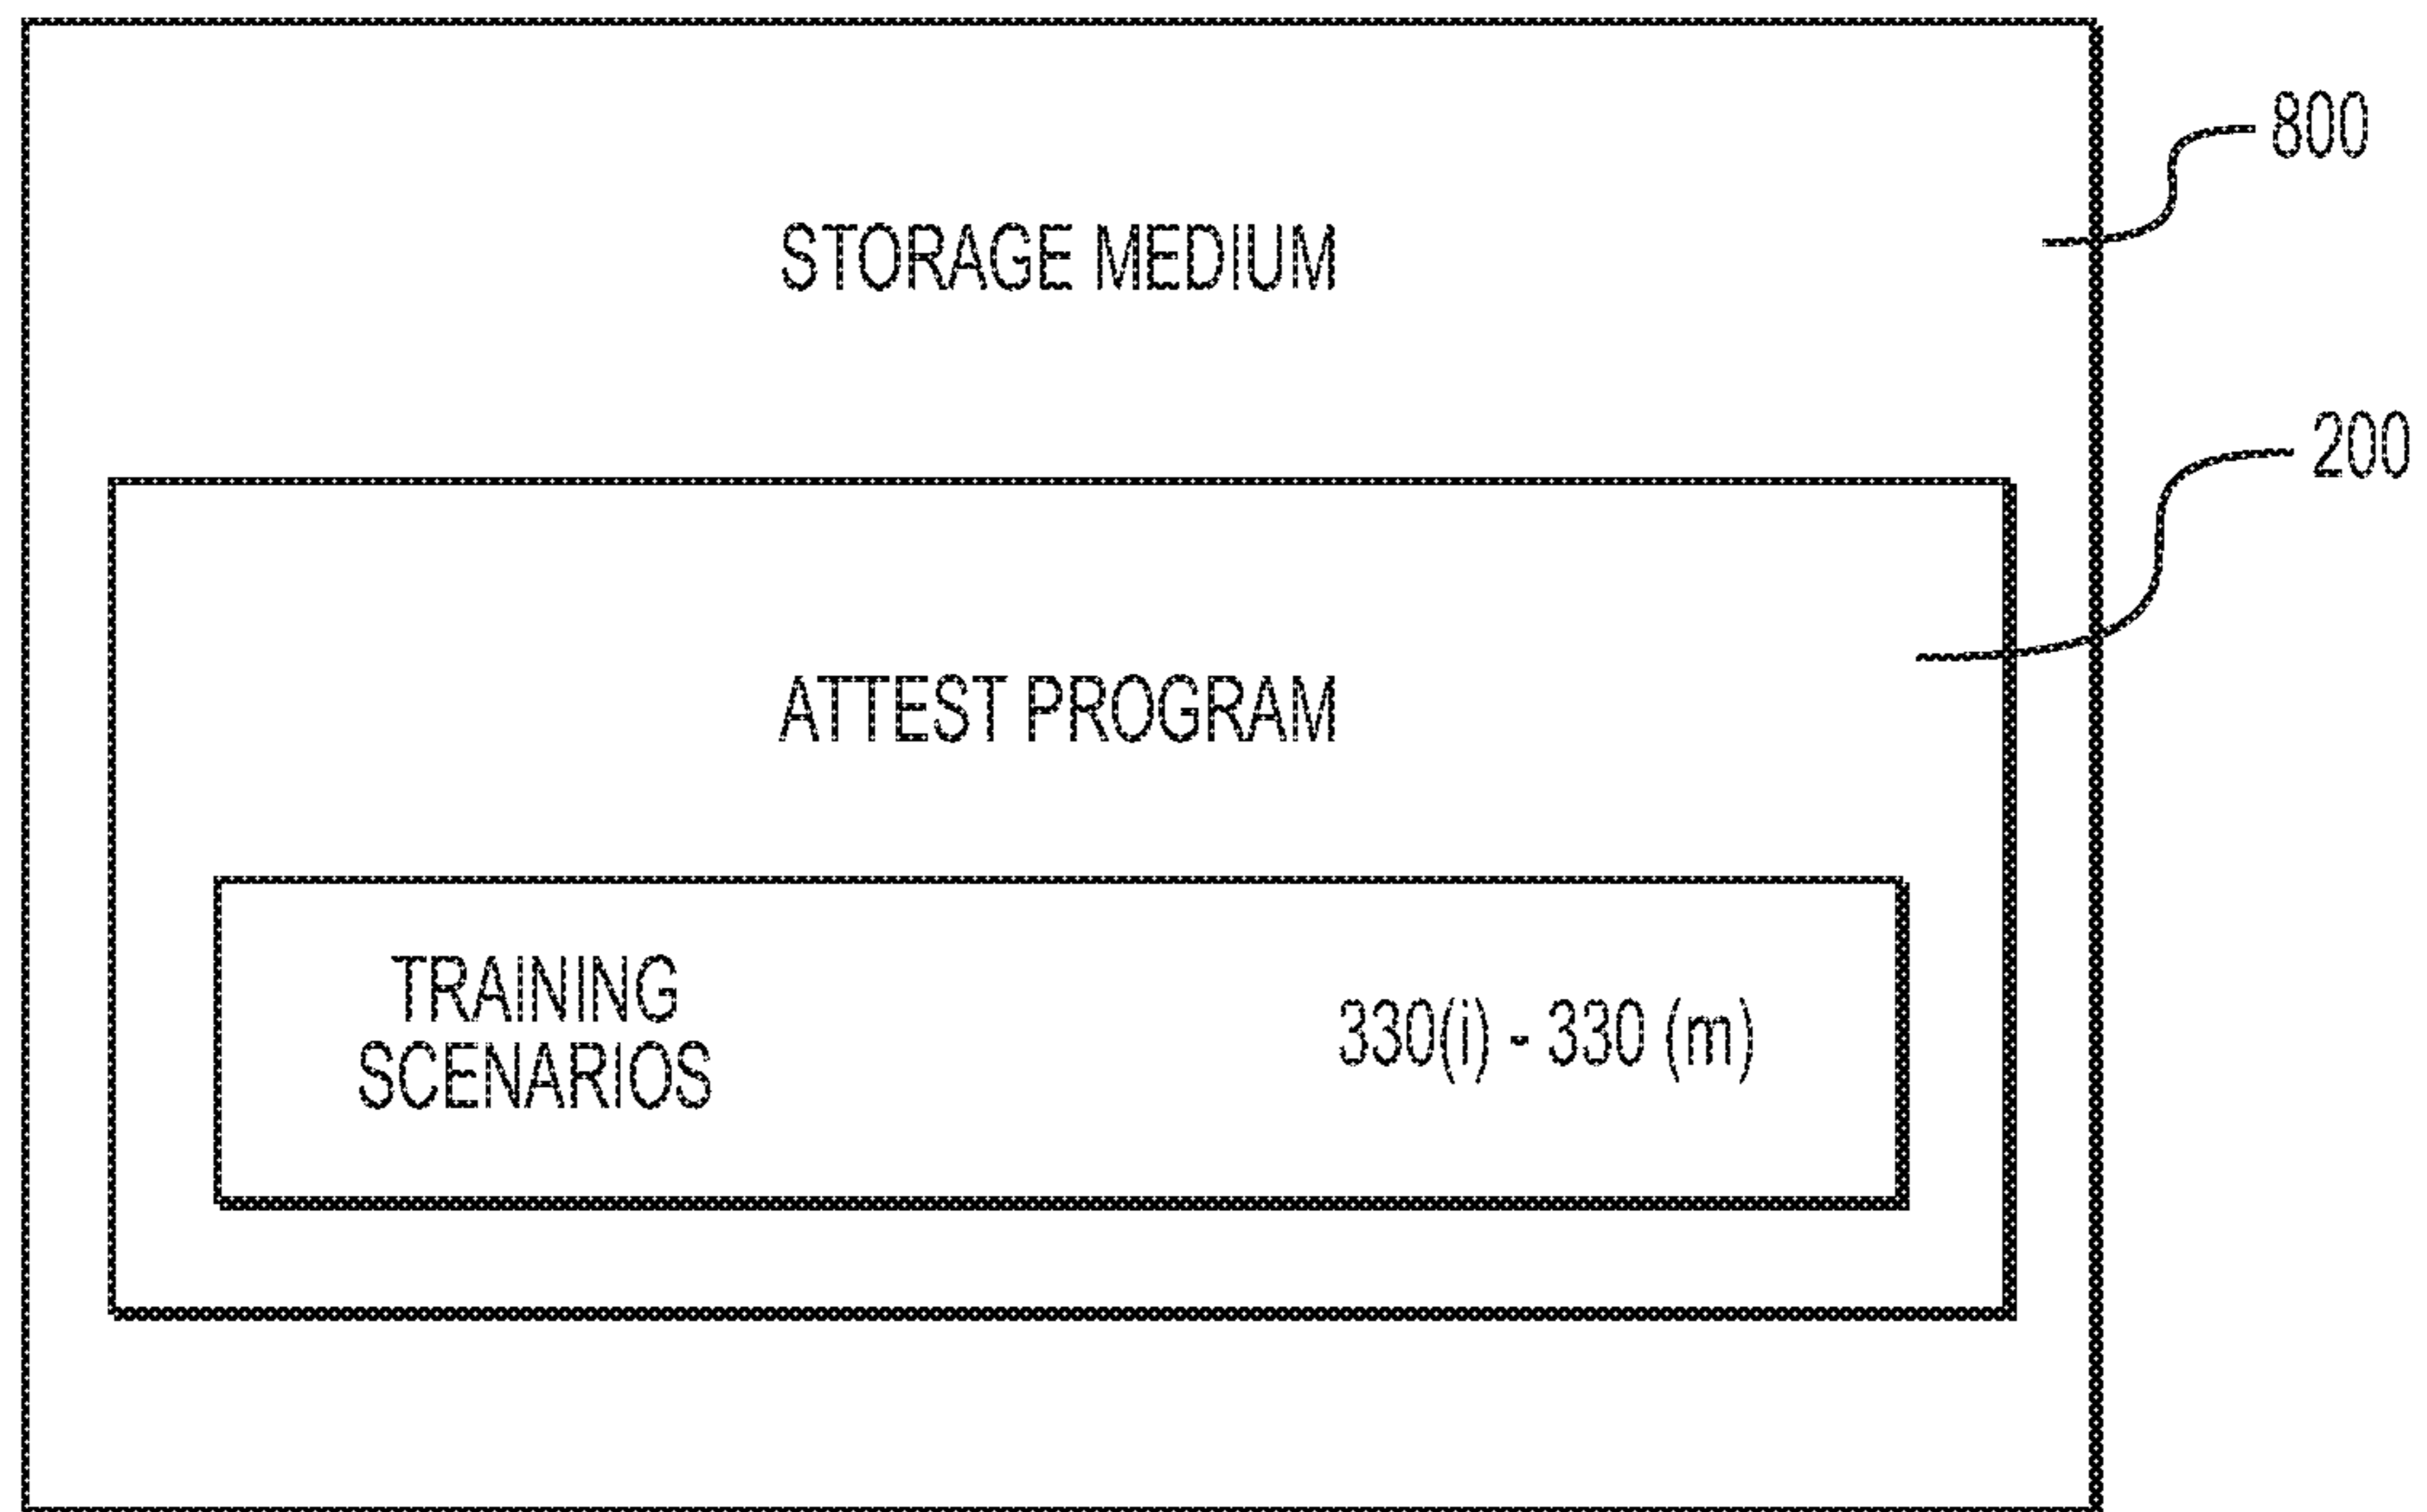 800
STORAGE MEDIUM
200
ATTEST PROGRAM
TRAINING
SCENARIOS
330(i) - 330 (m)